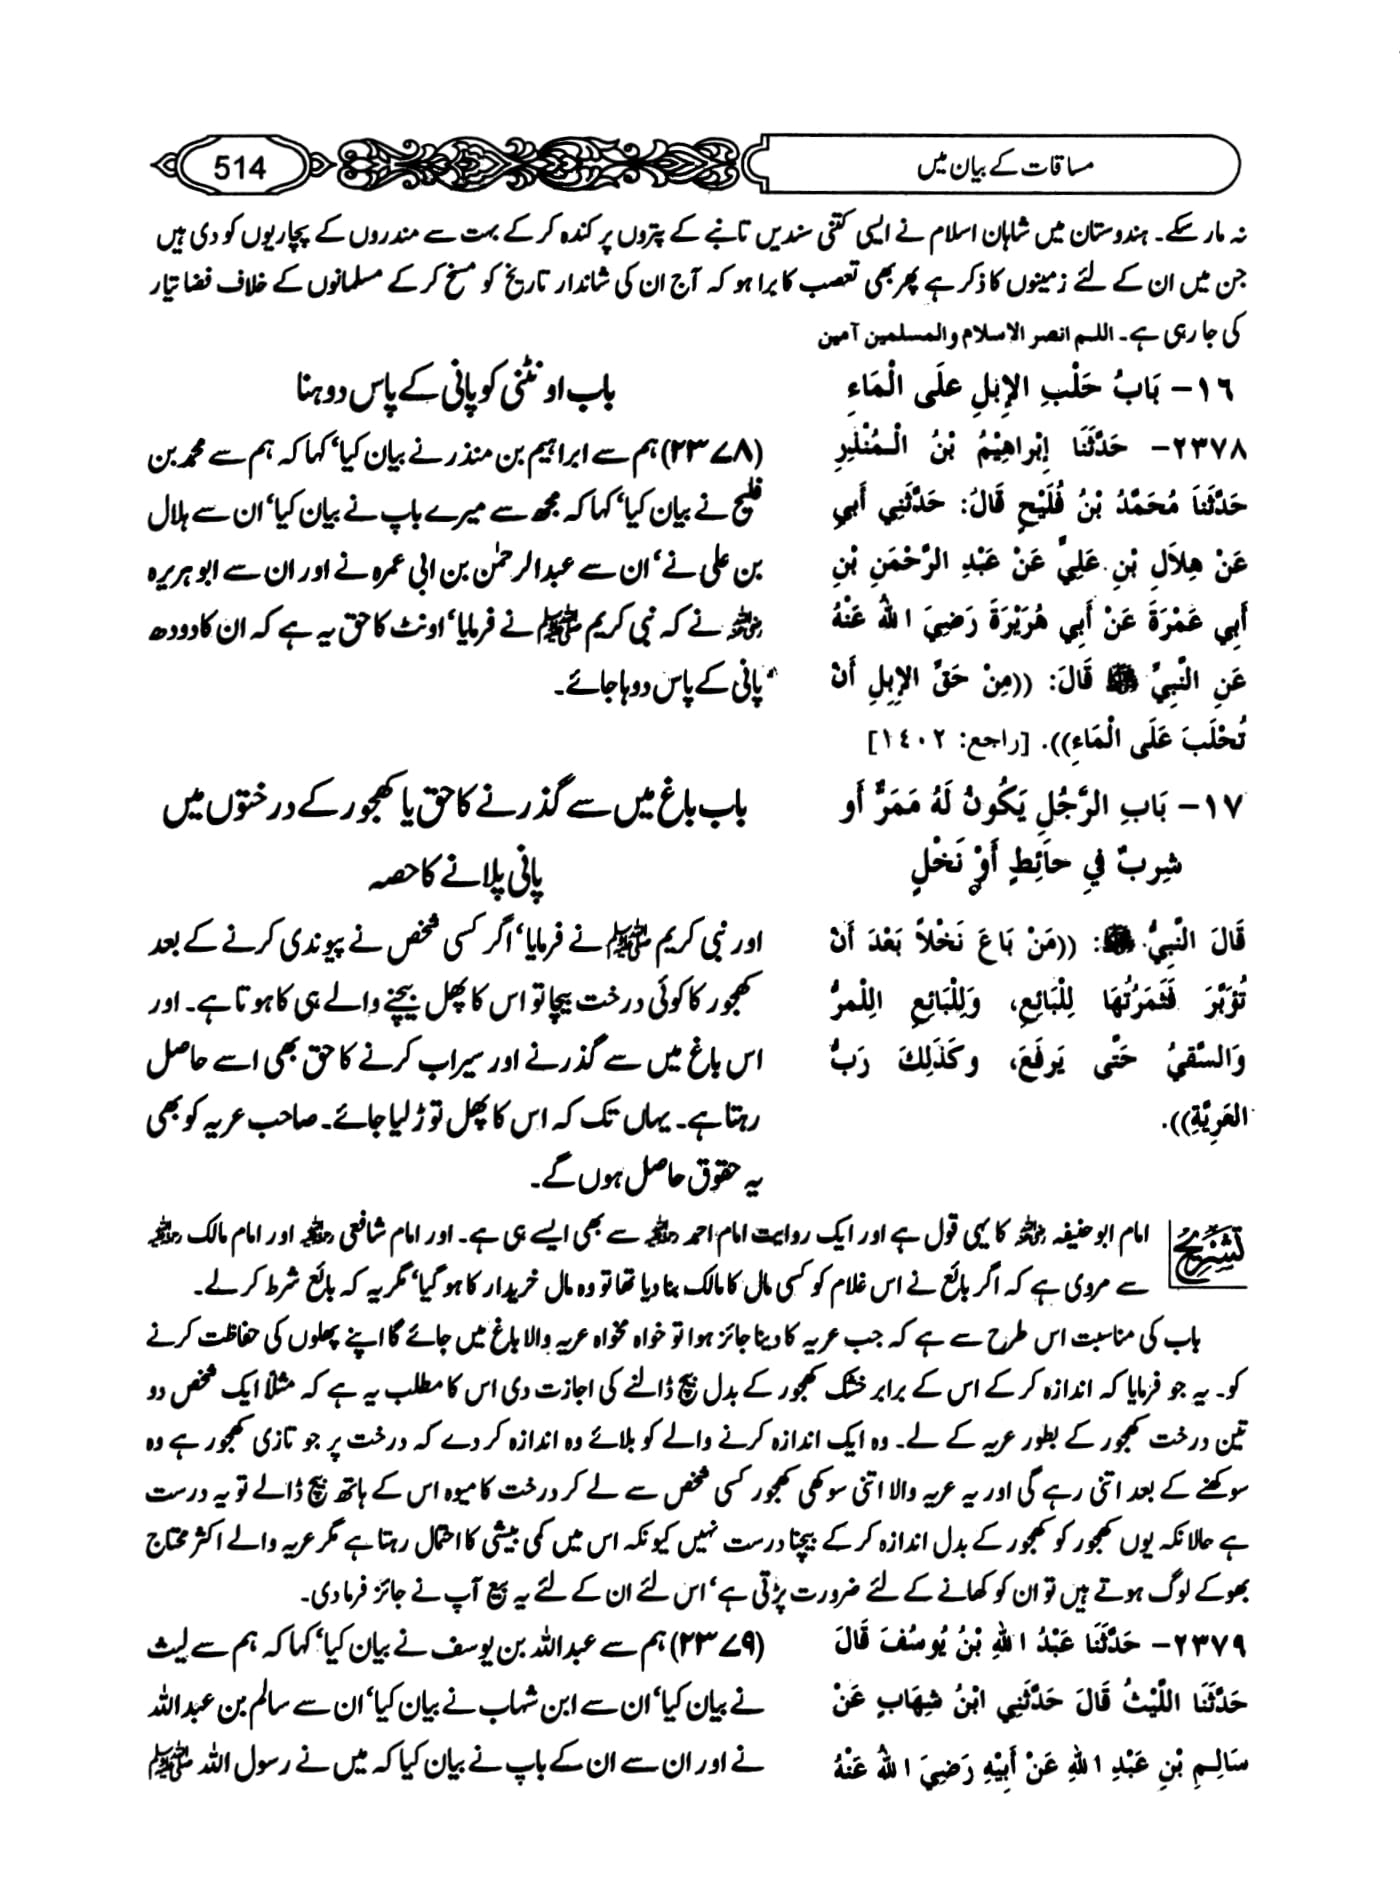 مساقات کے بیان میں
514
نہ مار سکے۔ ہندوستان میں شاہان اسلام نے ایسی کتنی سندیں تانبے کے پتروں پر کندہ کر کے بہت سے مندروں کے پجاریوں کو دی ہیں
جن میں ان کے لئے زمینوں کا ذکر ہے پھر بھی تعصب کا برا ہو کہ آج ان کی شاندار تاریخ کو مسخ کر کے مسلمانوں کے خلاف فضا تیار
کی جا رہی ہے۔ اللہم انصر الاسلام والمسلمین آمین
١٦- بَابُ حَلْبِ الإِبِلِ عَلَى الْمَاءِ
٢٣٧٨- حَدَّثَنَا إِبْرَاهِيْمُ بْنُ الْـمُنْذِرِ
حَدَّثَنَا مُحَمَّدُ بْنُ فُلَيْحٍ قَالَ: حَدَّثَنِي أَبِي
عَنْ هِلاَلِ بْنِ عَلِيٍّ عَنْ عَبْدِ الرَّحْمَنِ بْنِ
أَبِي عَمْرَةَ عَنْ أَبِي هُرَيْرَةَ رَضِيَ اللهُ عَنْهُ
عَنِ النَّبِيِّ ﷺ قَالَ: ((مِنْ حَقِّ الإِبِلِ أَنْ
تُحْلَبَ عَلَى الْمَاءِ)). [راجع: ١٤٠٢]
باب اونٹنی کو پانی کے پاس دوہنا
(٢٣٧٨) ہم سے ابراہیم بن منذر نے بیان کیا‘ کہا کہ ہم سے محمد بن
فلیح نے بیان کیا‘ کہا کہ مجھ سے میرے باپ نے بیان کیا‘ ان سے ہلال
بن علی نے‘ ان سے عبدالرحمٰن بن ابی عمرہ نے اور ان سے ابو ہریرہ
رضی اللہ عنہ نے کہ نبی کریم ﷺ نے فرمایا‘ اونٹ کا حق یہ ہے کہ ان کا دودھ
پانی کے پاس دوہا جائے۔
١٧- بَابِ الرَّجُلِ يَكُونُ لَهُ مَمَرٌّ أَو
شِربٌ فِي حَائِطٍ أَوْ نَخْلٍ
قَالَ النَّبِيُّ ﷺ: ((مَنْ بَاعَ نَخْلاً بَعْدَ أَنْ
تُؤَبَّرَ فَثَمَرَتُهَا لِلْبَائِعِ، وَلِلْبَائِعِ الْمَمَرُّ
وَالسَّقيُ حَتَّى يَرفَعَ، وكَذَلِكَ رَبُّ
العَرِيَّةِ)).
باب باغ میں سے گذرنے کا حق یا کھجور کے درختوں میں
پانی پلانے کا حصہ
اور نبی کریم ﷺ نے فرمایا‘ اگر کسی شخص نے پیوندی کرنے کے بعد
کھجور کا کوئی درخت بیچا تو اس کا پھل بیچنے والے ہی کا ہوتا ہے۔ اور
اس باغ میں سے گذرنے اور سیراب کرنے کا حق بھی اسے حاصل
رہتا ہے۔ یہاں تک کہ اس کا پھل توڑ لیا جائے۔ صاحب عریہ کو بھی
یہ حقوق حاصل ہوں گے۔
تشریح امام ابو حنیفہ کا یہی قول ہے اور ایک روایت امام احمد سے بھی ایسے ہی ہے۔ اور امام شافعی اور امام مالک
سے مروی ہے کہ اگر بائع نے اس غلام کو کسی مال کا مالک بنا دیا تھا تو وہ مال خریدار کا ہو گیا‘ مگر یہ کہ بائع شرط کر لے۔
باب کی مناسبت اس طرح سے ہے کہ جب عریہ کا دینا جائز ہوا تو خواہ مخواہ عریہ والا باغ میں جائے گا اپنے پھلوں کی حفاظت کرنے
کو۔ یہ جو فرمایا کہ اندازہ کر کے اس کے برابر خشک کھجور کے بدل بیچ ڈالنے کی اجازت دی اس کا مطلب یہ ہے کہ مثلاً ایک شخص دو
تین درخت کھجور کے بطور عریہ کے لے۔ وہ ایک اندازہ کرنے والے کو بلائے وہ اندازہ کر دے کہ درخت پر جو تازی کھجور ہے وہ
سوکھنے کے بعد اتنی رہے گی اور یہ عریہ والا اتنی سوکھی کھجور کسی شخص سے لے کر درخت کا میوہ اس کے ہاتھ بیچ ڈالے تو یہ درست
ہے حالانکہ یوں کھجور کو کھجور کے بدل اندازہ کر کے بیچنا درست نہیں کیونکہ اس میں کمی بیشی کا احتمال رہتا ہے مگر عریہ والے اکثر محتاج
بھوکے لوگ ہوتے ہیں تو ان کو کھانے کے لئے ضرورت پڑتی ہے‘ اس لئے ان کے لئے یہ بیع آپ نے جائز فرما دی۔
٢٣٧٩- حَدَّثَنَا عَبْدُ اللهِ بْنُ يُوسُفَ قَالَ
حَدَّثَنَا اللَّيْثُ قَالَ حَدَّثَنِي ابْنُ شِهَابٍ عَنْ
سَالِمِ بْنِ عَبْدِ اللهِ عَنْ أَبِيْهِ رَضِيَ اللهُ عَنْهُ
(٢٣٧٩) ہم سے عبداللہ بن یوسف نے بیان کیا‘ کہا کہ ہم سے لیث
نے بیان کیا‘ ان سے ابن شہاب نے بیان کیا‘ ان سے سالم بن عبداللہ
نے اور ان سے ان کے باپ نے بیان کیا کہ میں نے رسول اللہ ﷺ